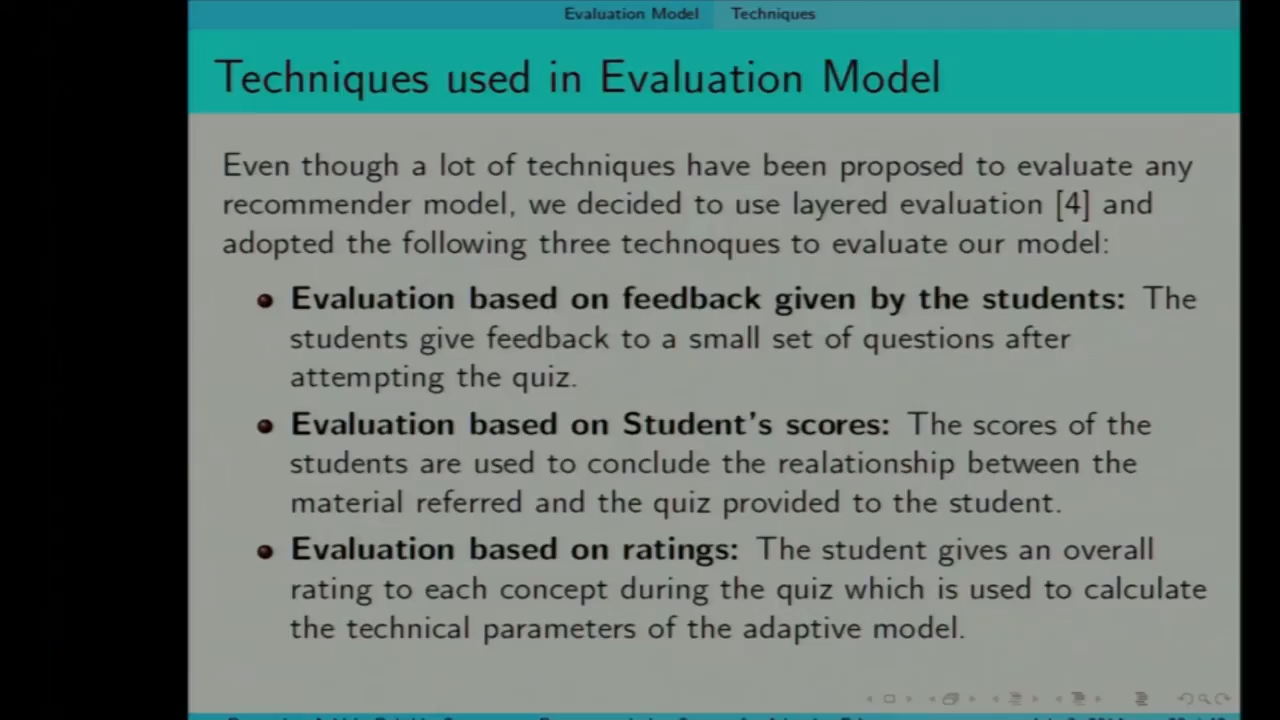 Evaluation Model Techniques
Techniques used in Evaluation Model
Even though a lot of techniques have been proposed to evaluate any
recommender model, we decided to use layered evaluation [4] and
adopted the following three technoques to evaluate our model:
Evaluation based on feedback given by the students: The
students give feedback to a small set of questions after
attempting the quiz.
Evaluation based on Student's scores: The scores of the
students are used to conclude the realationship between the
material referred and the quiz provided to the student.
Evaluation based on ratings: The student gives an overall
rating to each concept during the quiz which is used to calculate
the technical parameters of the adaptive model.